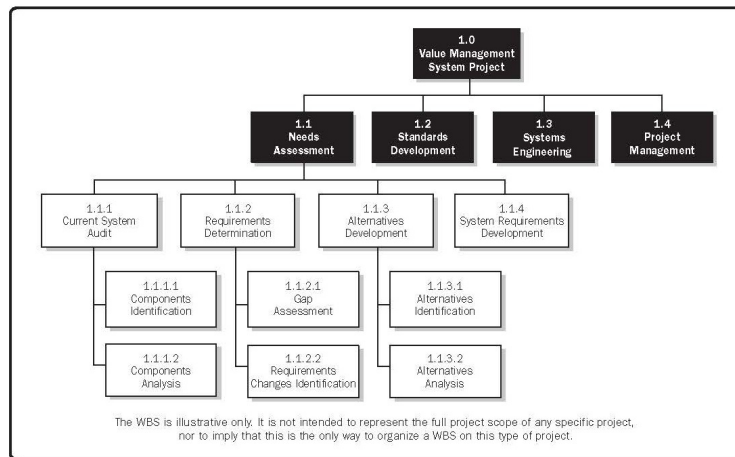 1.0
Value Management
System Project
1.1
Needs
Assessment
1.2
Standards
Development
1.3
Systems
Engineering
1.4
Project
Management
1.1.1
Current System
Audit
1.1.2
Requirements
Determination
1.1.3
Alternatives
Development
1.1.4
System Requirements
Development
1.1.1.1
Components
Identification
1.1.2.1
Gap
Assessment
1.1.3.1
Alternatives
Identification
1.1.1.2
Components
Analysis
1.1.2.2
Requirements
Changes Identification
1.1.3.2
Alternatives
Analysis
The WBS is illustrative only. It is not intended to represent the full project scope of any specific project,
nor to imply that this is the only way to organize a WBS on this type of project.